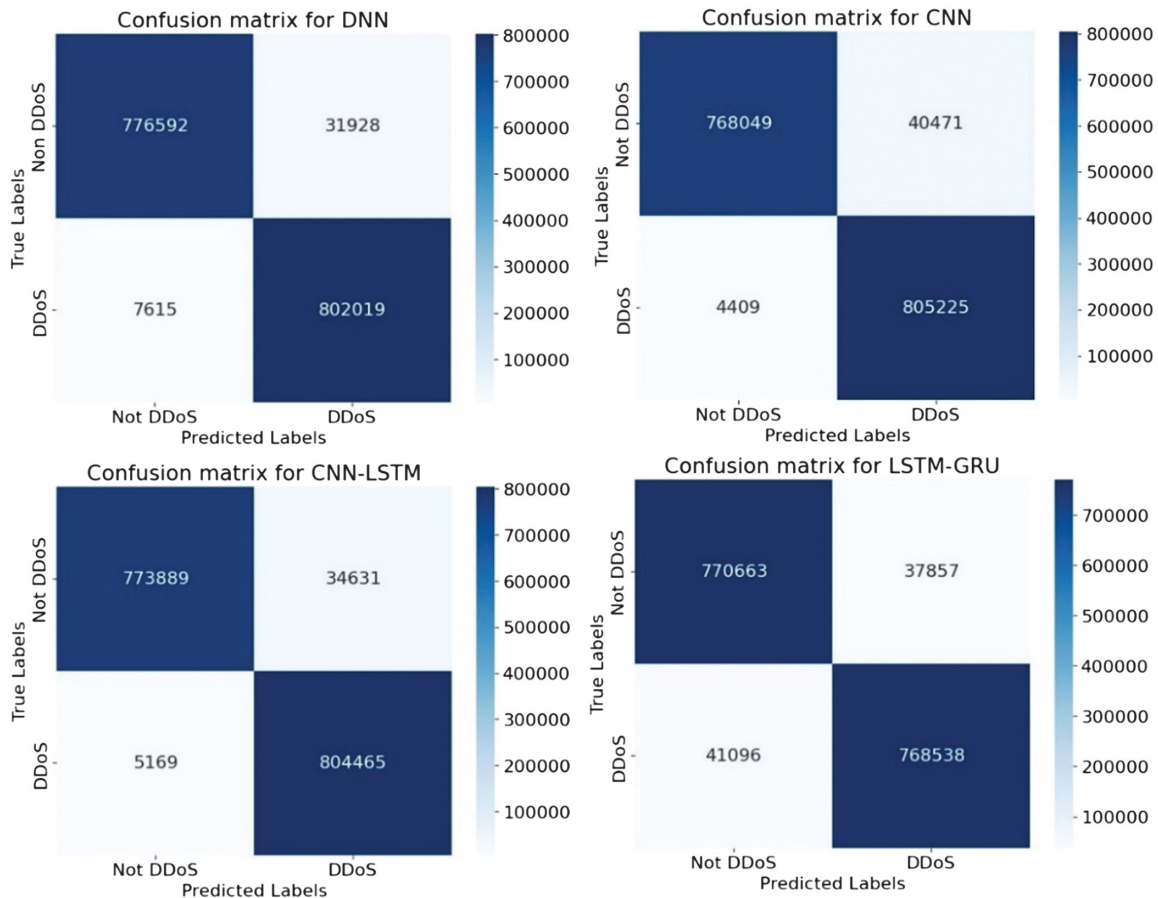 Confusion matrix for DNN
True Labels
Non DDoS
DDoS
776592
31928
7615
802019
Not DDoS
DDoS
Predicted Labels
800000
700000
600000
500000
400000
300000
200000
100000
Confusion matrix for CNN
True Labels
Not DDoS
DDoS
768049
40471
4409
805225
Not DDoS
DDoS
Predicted Labels
800000
700000
600000
500000
400000
300000
200000
100000
Confusion matrix for CNN-LSTM
True Labels
Not DDoS
DDoS
773889
34631
5169
804465
Not DDoS
DDoS
Predicted Labels
800000
700000
600000
500000
400000
300000
200000
100000
Confusion matrix for LSTM-GRU
True Labels
Not DDoS
DDoS
770663
37857
41096
768538
Not DDoS
DDoS
Predicted Labels
700000
600000
500000
400000
300000
200000
100000